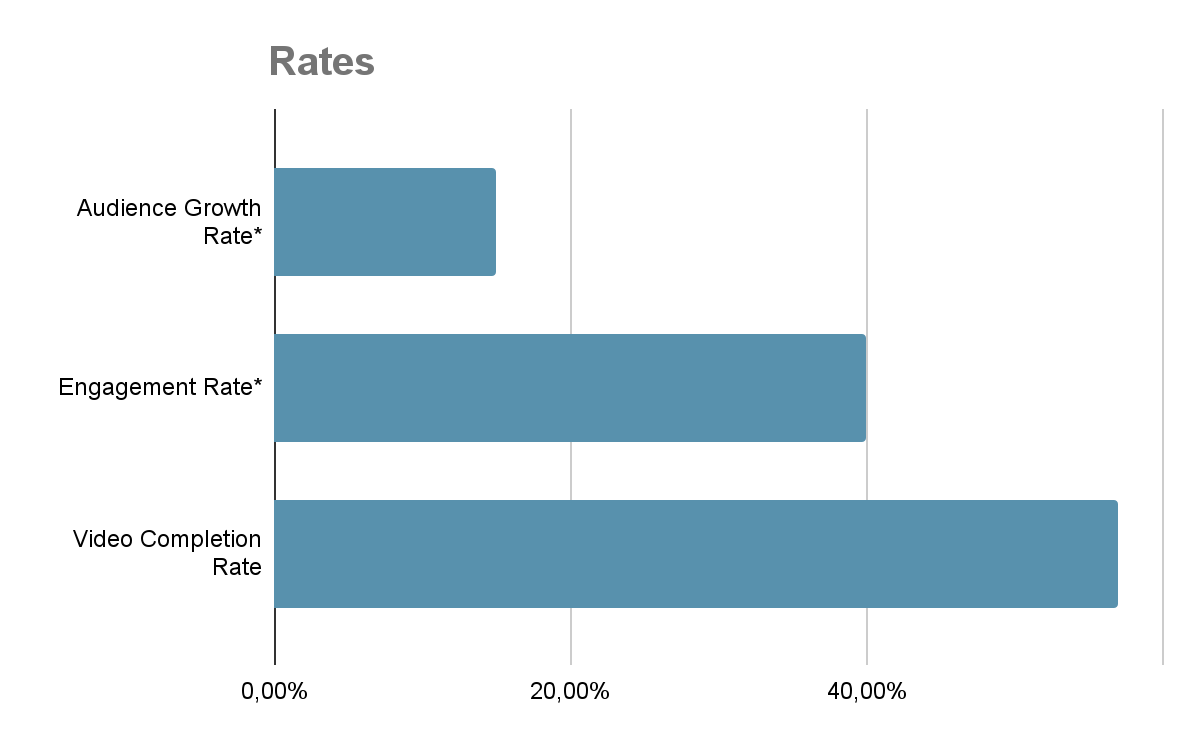 Rates
Audience Growth
Rate*
Engagement Rate*
Video Completion
Rate
0,00%
20,00%
40,00%